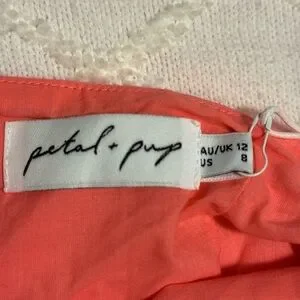 petal + pup
AU/UK 12
US 8